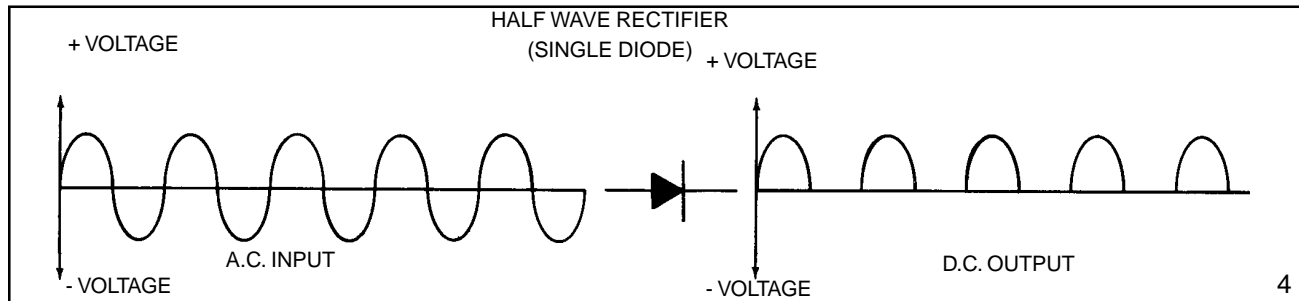 HALF WAVE RECTIFIER
(SINGLE DIODE)
+ VOLTAGE
+ VOLTAGE
A.C. INPUT
D.C. OUTPUT
- VOLTAGE
- VOLTAGE
4